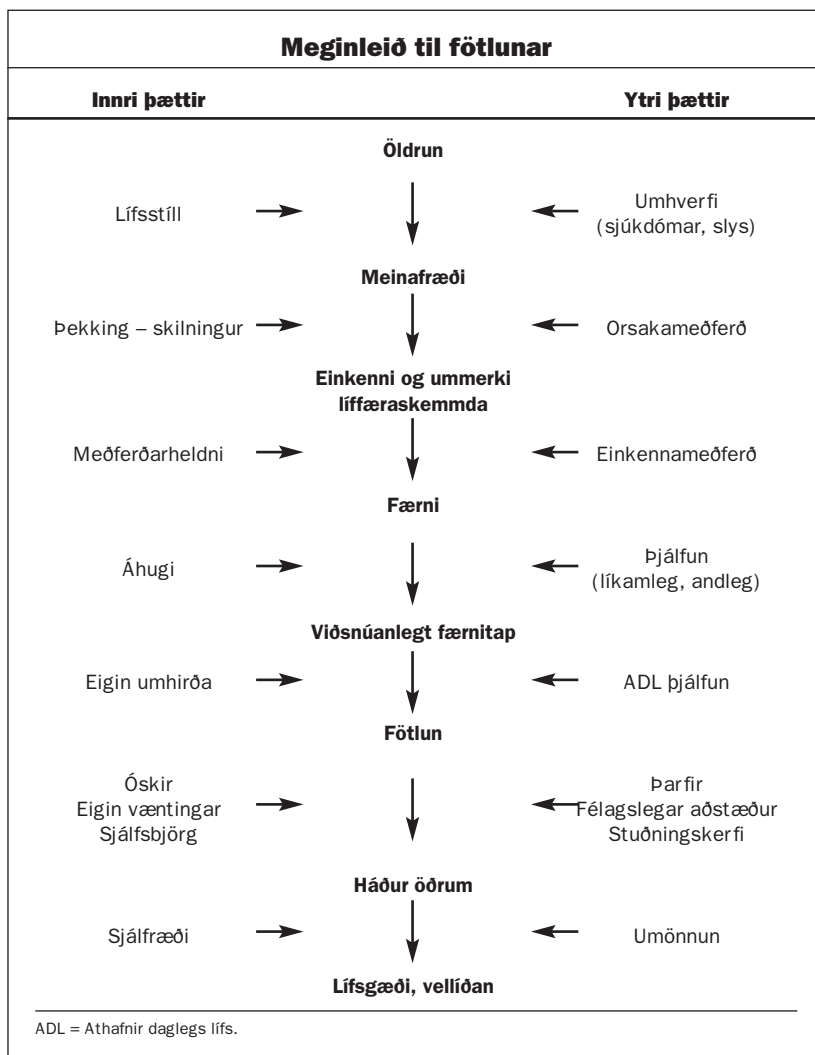 Meginleið til fötlunar
Innri þættir
Ytri þættir
Öldrun
Lífsstíll
Umhverfi
(sjúkdómar, slys)
Meinafræði
Þekking – skilningur
Orsakameðferð
Einkenni og ummerki
líffæraskemmda
Meðferðarheldni
Einkennameðferð
Færni
Áhugi
Þjálfun
(líkamleg, andleg)
Viðsnúanlegt færnitap
Eigin umhirða
ADL þjálfun
Fötlun
Óskir
Eigin væntingar
Sjálfsbjörg
Þarfir
Félagslegar aðstæður
Stuðningskerfi
Háður öðrum
Sjálfræði
Umönnun
Lífsgæði, vellíðan
ADL = Athafnir daglegs lífs.